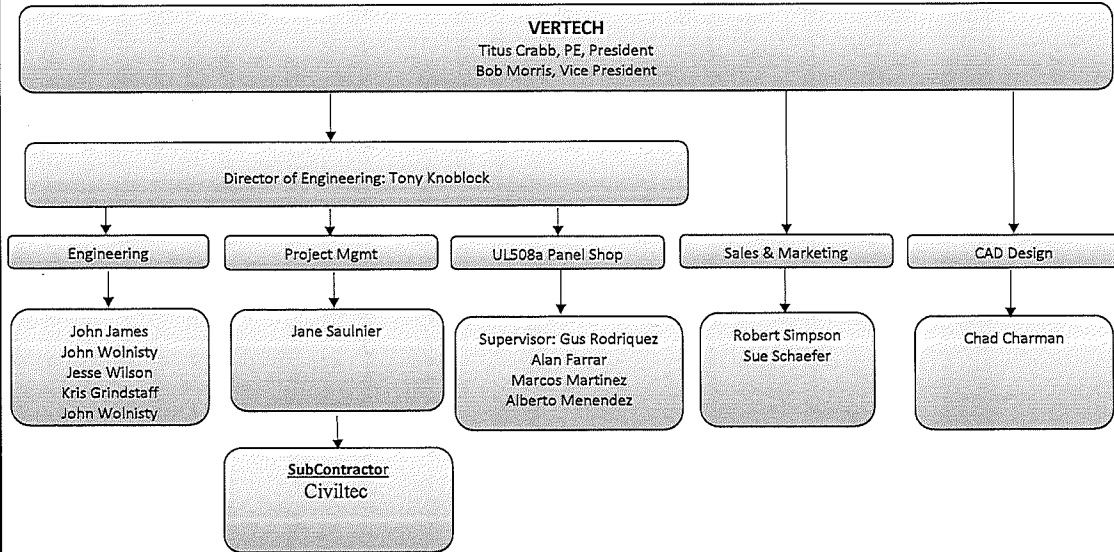 VERTECH
Titus Crabb, PE, President
Bob Morris, Vice President
Director of Engineering: Tony Knoblock
Engineering
Project Mgmt
UL508a Panel Shop
Sales & Marketing
CAD Design
John James
John Wolnisty
Jesse Wilson
Kris Grindstaff
John Wolnisty
Jane Saulnier
Supervisor: Gus Rodriquez
Alan Farrar
Marcos Martinez
Alberto Menendez
Robert Simpson
Sue Schaefer
Chad Charman
SubContractor
Civiltec